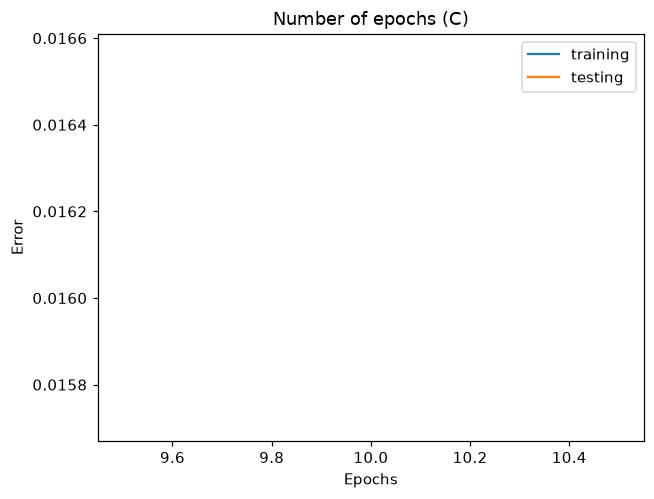 Number of epochs (C)
training
testing
0.0166
0.0164
0.0162
0.0160
0.0158
Error
9.6 9.8 10.0 10.2 10.4
Epochs